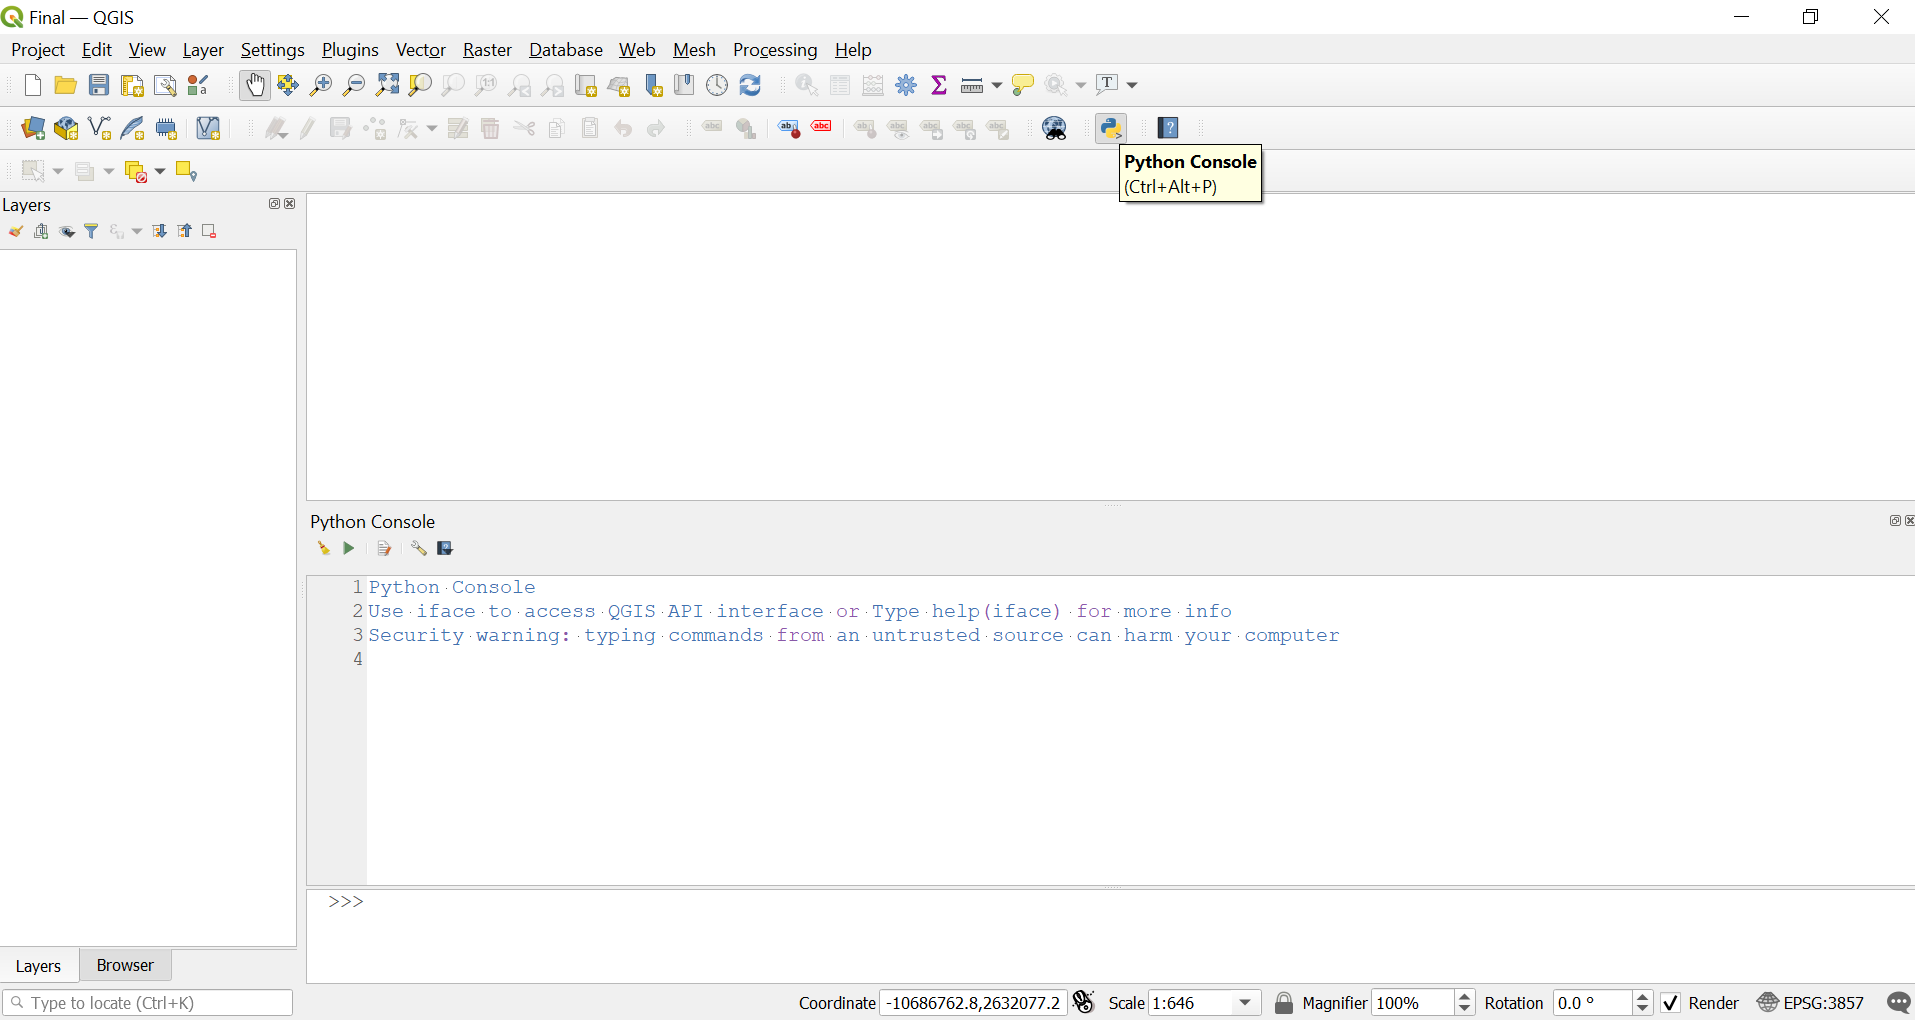 Final — QGIS
Project Edit View Layer Settings Plugins Vector Raster Database Web Mesh Processing Help
Python Console
(Ctrl+Alt+P)
Layers
Python Console
1 Python Console
2 Use iface to access QGIS API interface or Type help(iface) for more info
3 Security warning: typing commands from an untrusted source can harm your computer
4
>>>
Layers Browser
Type to locate (Ctrl+K) Coordinate -10686762.8,2632077.2 Scale 1:646 Magnifier 100% Rotation 0.0 ° Render EPSG:3857